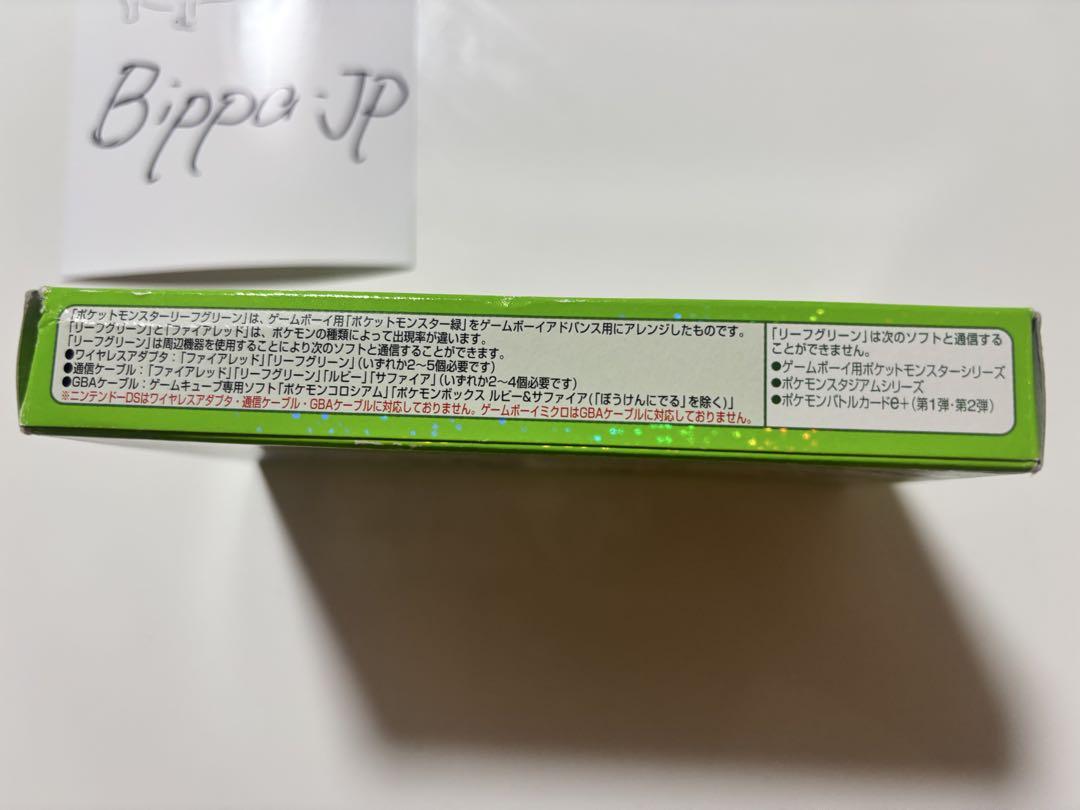 Bippa-JP
「ポケットモンスターリーフグリーン」は、ゲームボーイ用「ポケットモンスター緑」をゲームボーイアドバンス用にアレンジしたものです。
「リーフグリーン」と「ファイアレッド」は、ポケモンの種類によって出現率が違います。
「リーフグリーン」は周辺機器を使用することにより次のソフトと通信することができます。
●ワイヤレスアダプタ：「ファイアレッド」「リーフグリーン」（いずれか2～5個必要です）
●通信ケーブル：「ファイアレッド」「リーフグリーン」「ルビー」「サファイア」（いずれか2～4個必要です）
●GBAケーブル：ゲームキューブ専用ソフト「ポケモンコロシアム」「ポケモンボックス ルビー&サファイア（「ぼうけんにでる」を除く）」
※ニンテンドーDSはワイヤレスアダプタ・通信ケーブル・GBAケーブルに対応しておりません。ゲームボーイミクロはGBAケーブルに対応しておりません。
「リーフグリーン」は次のソフトと通信する
ことができません。
●ゲームボーイ用ポケットモンスターシリーズ
●ポケモンスタジアムシリーズ
●ポケモンバトルカードe+（第1弾・第2弾）